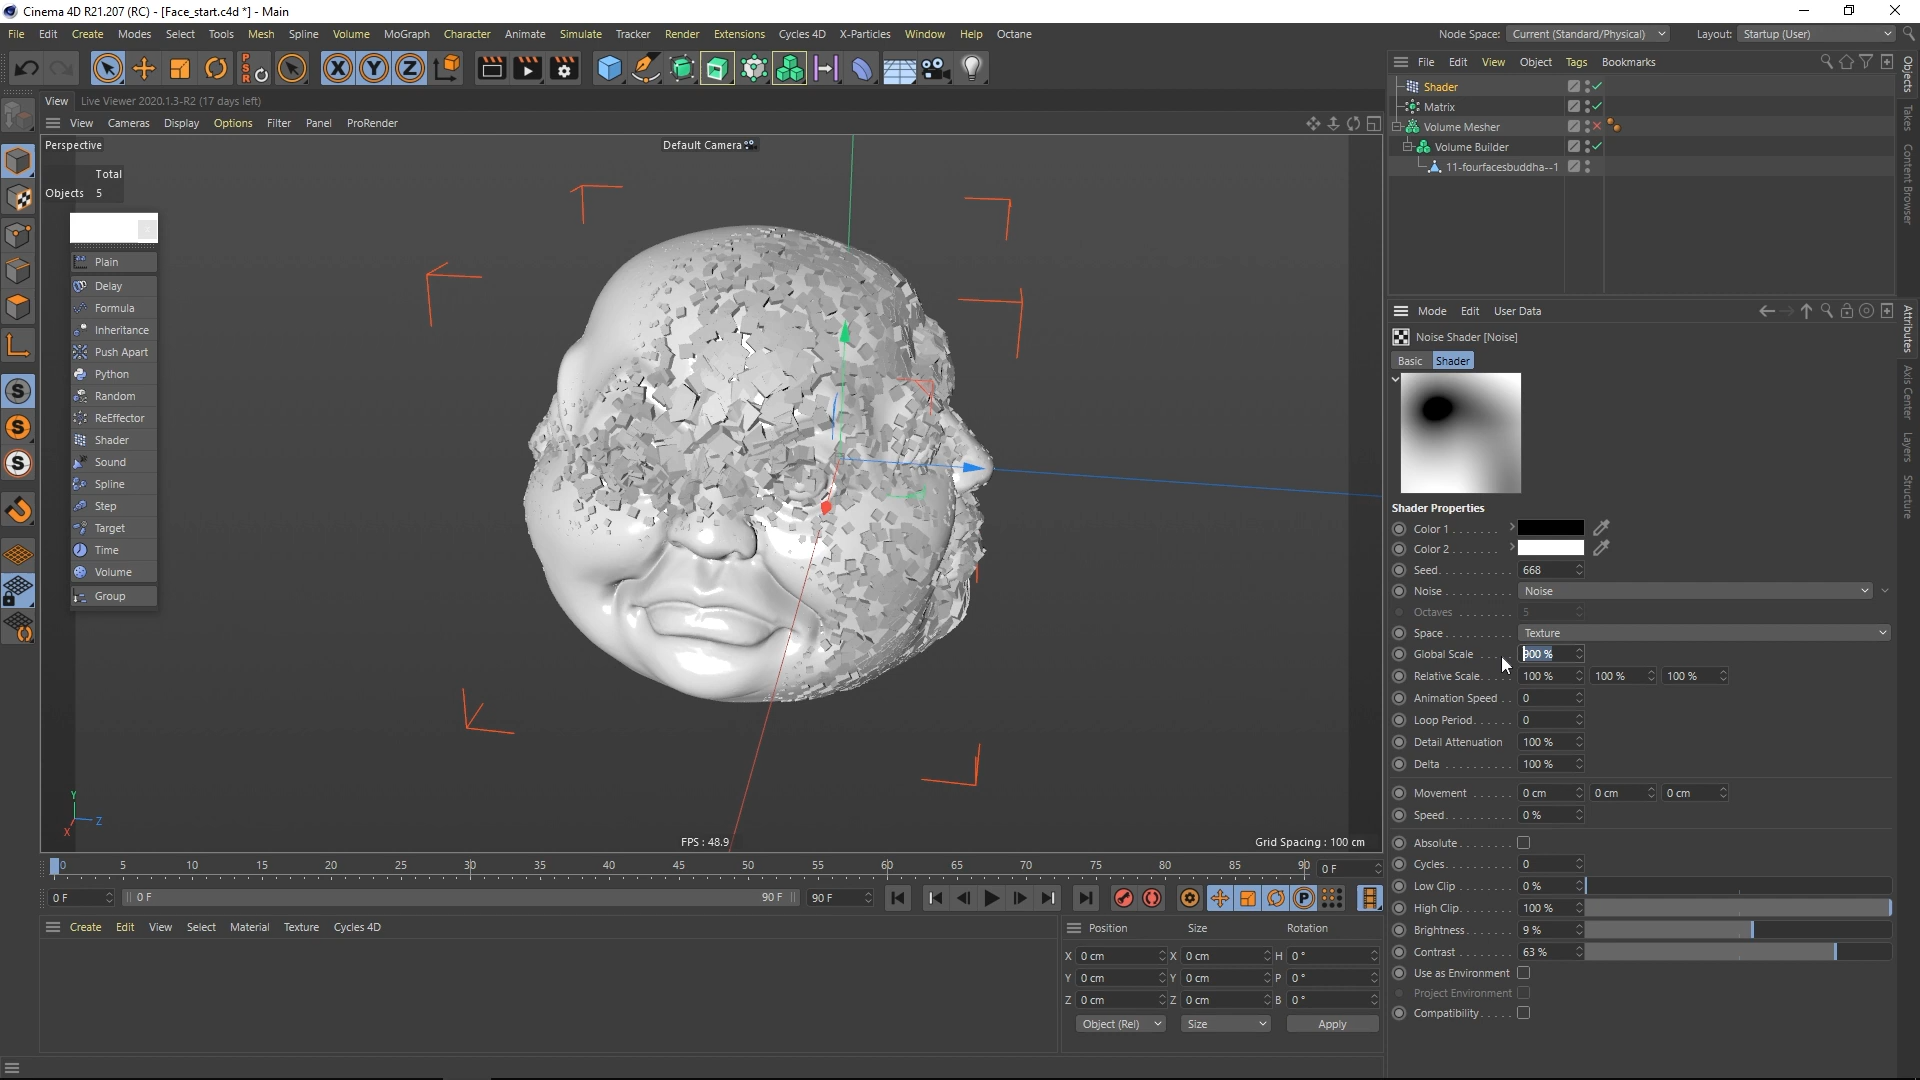 Cinema 4D R21.207 (RC) - [Face_start.c4d *] - Main
File Edit Create Modes Select Tools Mesh Spline Volume MoGraph Character Animate Simulate Tracker Render Extensions Cycles 4D X-Particles Window Help Octane
Node Space: Current (Standard/Physical) Layout: Startup (User)
View Live Viewer 2020.1.3-R2 (17 days left)
View Cameras Display Options Filter Panel ProRender
Perspective
Default Camera
Total
Objects 5
Plain
Delay
Formula
Inheritance
Push Apart
Python
Random
ReEffector
Shader
Sound
Spline
Step
Target
Time
Volume
Group
Y
Z
X
FPS : 48.9
Grid Spacing : 100 cm
0 5 10 15 20 25 30 35 40 45 50 55 60 65 70 75 80 85 90 0 F
0 F 0 F 90 F 90 F
Create Edit View Select Material Texture Cycles 4D
Position Size Rotation
X 0 cm X 0 cm H 0 °
Y 0 cm Y 0 cm P 0 °
Z 0 cm Z 0 cm B 0 °
Object (Rel) Size Apply
File Edit View Object Tags Bookmarks
Shader
Matrix
Volume Mesher
Volume Builder
11-fourfacesbuddha--1
Mode Edit User Data
Noise Shader [Noise]
Basic Shader
Shader Properties
Color 1
Color 2
Seed 668
Noise Noise
Octaves 5
Space Texture
Global Scale 900 %
Relative Scale 100 % 100 % 100 %
Animation Speed 0
Loop Period 0
Detail Attenuation 100 %
Delta 100 %
Movement 0 cm 0 cm 0 cm
Speed 0 %
Absolute
Cycles 0
Low Clip 0 %
High Clip 100 %
Brightness 9 %
Contrast 63 %
Use as Environment
Project Environment
Compatibility
Objects
Takes
Content Browser
Attributes
Axis Center
Layers
Structure